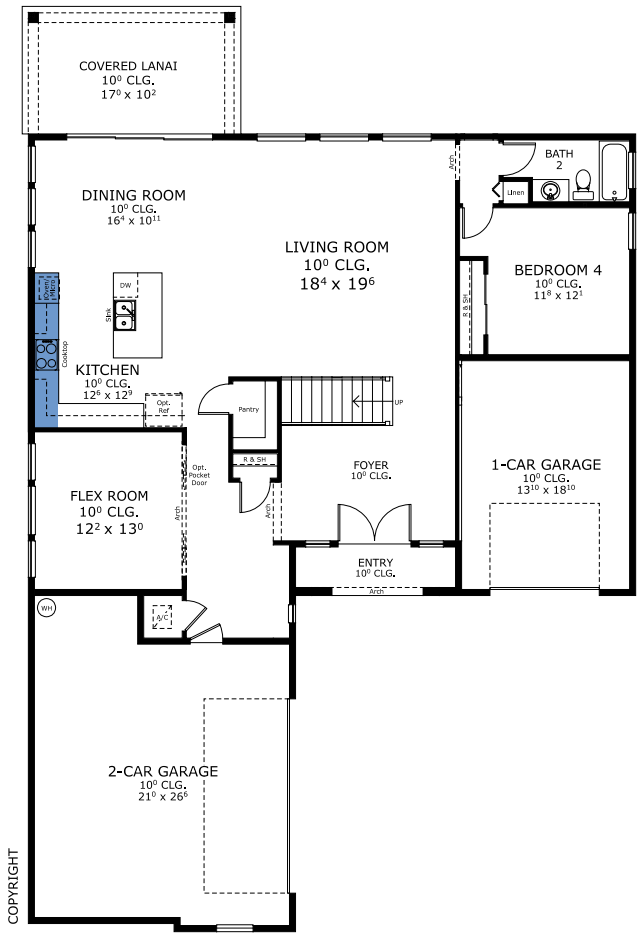 COVERED LANAI
10⁰ CLG.
17⁰ x 10²
Arch
BATH
2
Linen
DINING ROOM
10⁰ CLG.
16⁴ x 10¹¹
LIVING ROOM
10⁰ CLG.
18⁴ x 19⁶
BEDROOM 4
10⁰ CLG.
11⁸ x 12¹
R & SH
Oven/
Micro
DW
Sink
Cooktop
KITCHEN
10⁰ CLG.
12⁶ x 12⁹
Opt.
Ref
Pantry
UP
R & SH
FOYER
10⁰ CLG.
1-CAR GARAGE
10⁰ CLG.
13¹⁰ x 18¹⁰
Opt.
Pocket
Door
FLEX ROOM
10⁰ CLG.
12² x 13⁰
Arch
Arch
ENTRY
10⁰ CLG.
Arch
WH
A/C
2-CAR GARAGE
10⁰ CLG.
21⁰ x 26⁶
COPYRIGHT